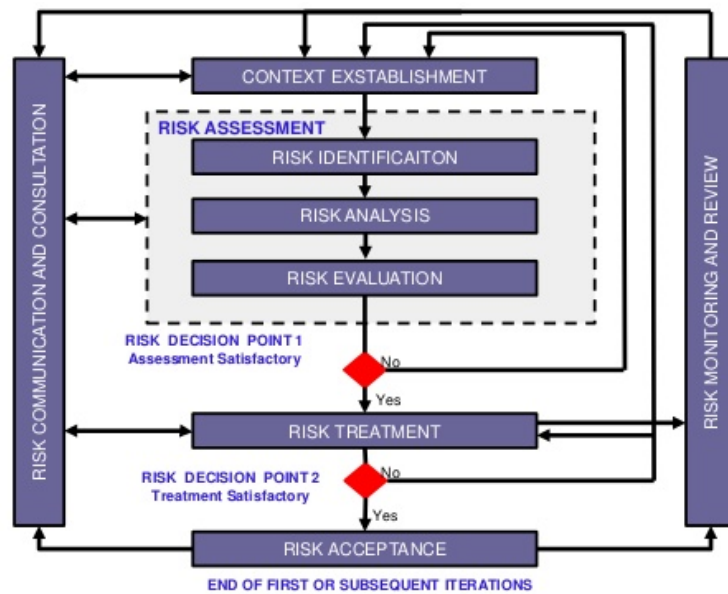 CONTEXT EXSTABLISHMENT
RISK ASSESSMENT
RISK IDENTIFICAITON
RISK ANALYSIS
RISK EVALUATION
RISK DECISION POINT 1
Assessment Satisfactory
No
Yes
RISK TREATMENT
RISK DECISION POINT 2
Treatment Satisfactory
No
Yes
RISK ACCEPTANCE
END OF FIRST OR SUBSEQUENT ITERATIONS
RISK COMMUNICATION AND CONSULTATION
RISK MONITORING AND REVIEW